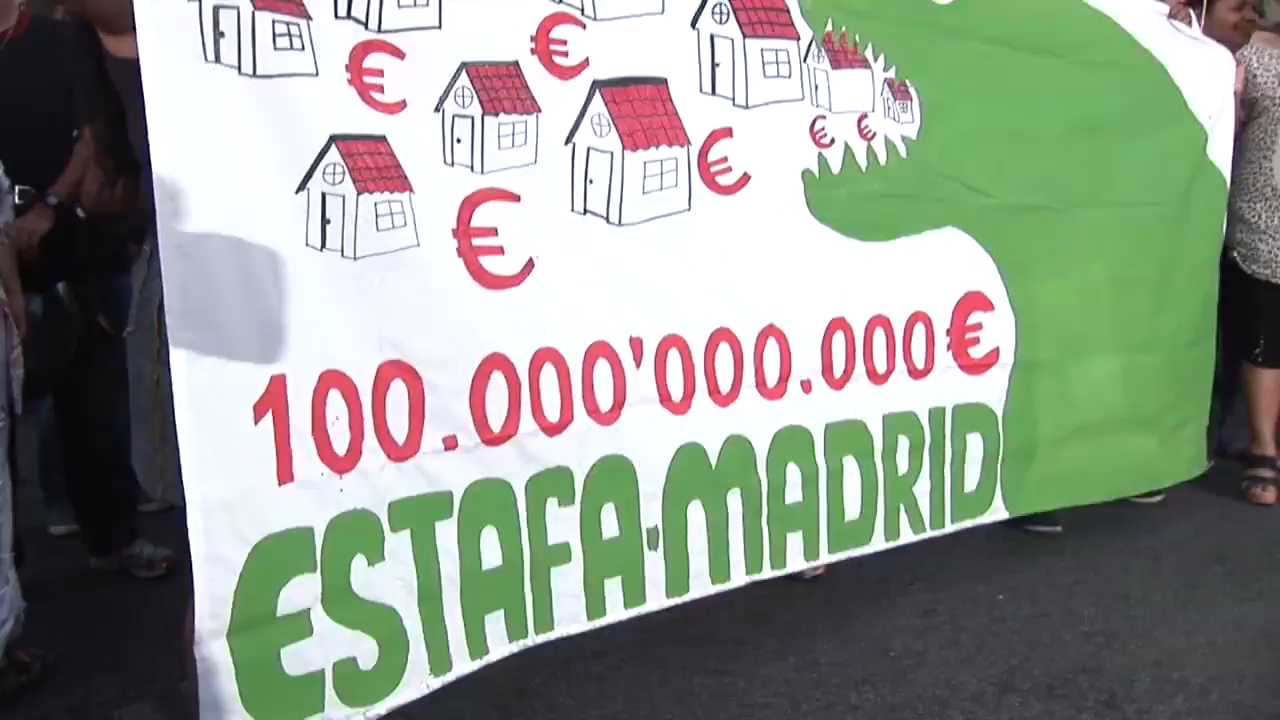 € €
€ € €
€
100.000'000.000€
ESTAFA-MADRID